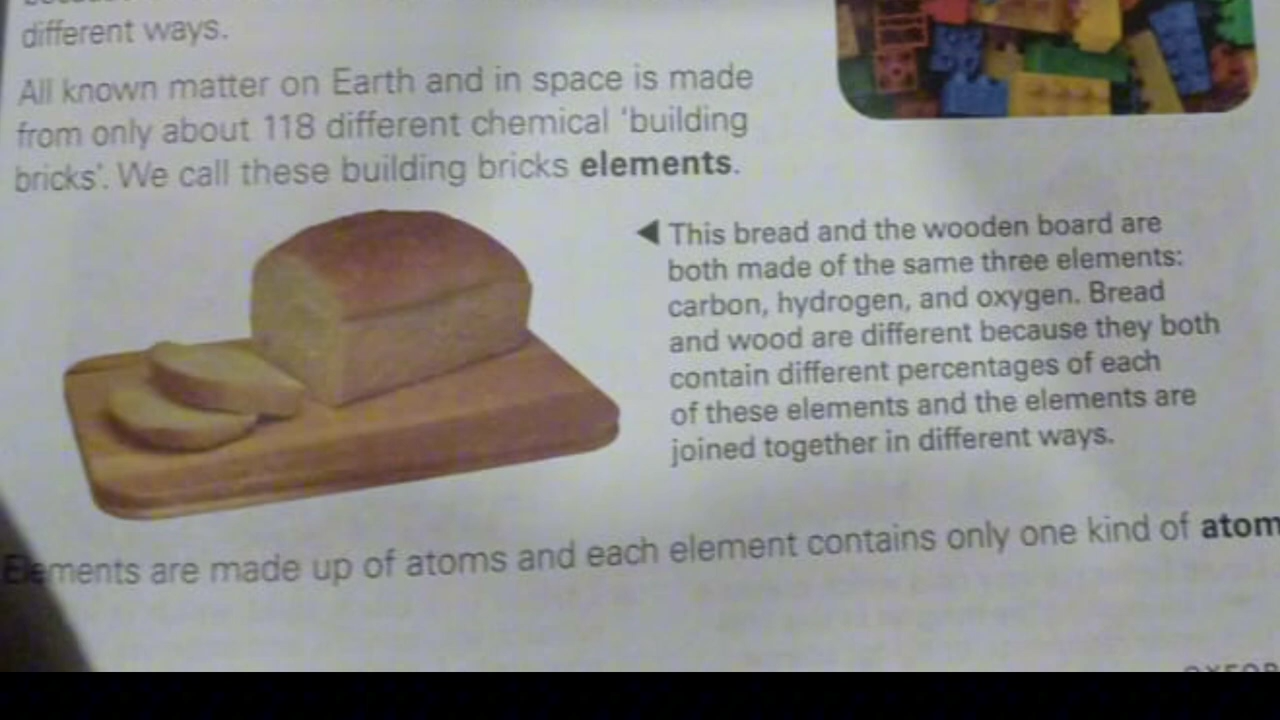 different ways.
All known matter on Earth and in space is made
from only about 118 different chemical 'building
bricks'. We call these building bricks elements.
This bread and the wooden board are
both made of the same three elements:
carbon, hydrogen, and oxygen. Bread
and wood are different because they both
contain different percentages of each
of these elements and the elements are
joined together in different ways.
Elements are made up of atoms and each element contains only one kind of atom